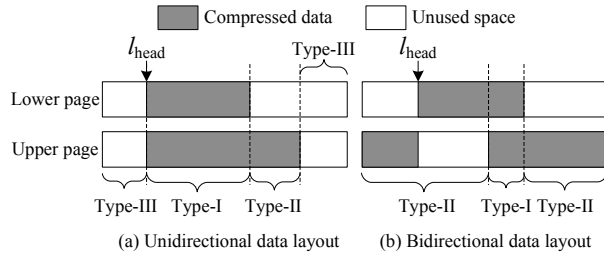 Compressed data Unused space
l_head Type-III l_head
Lower page
Upper page
Type-III Type-I Type-II Type-II Type-I Type-II
(a) Unidirectional data layout (b) Bidirectional data layout